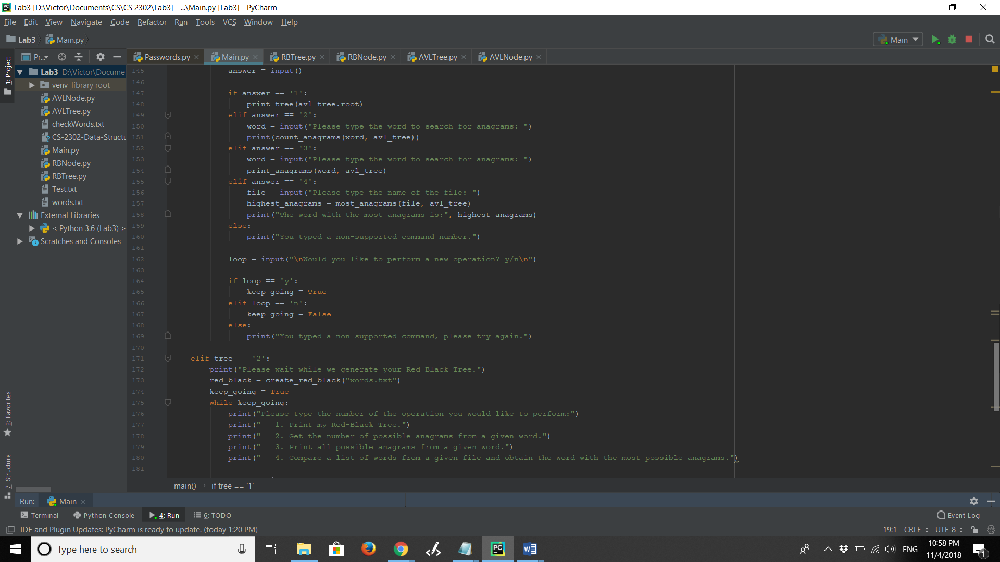 Lab3 [D:\Victor\Documents\CS\CS 2302\Lab3] - ...\Main.py [Lab3] - PyCharm
File Edit View Navigate Code Refactor Run Tools VCS Window Help
Lab3 Main.py Main
Pr... Passwords.py Main.py RBTree.py RBNode.py AVLTree.py AVLNode.py
1: Project
Lab3 D:\Victor\Documen
venv library root
AVLNode.py
AVLTree.py
checkWords.txt
CS-2302-Data-Structu
Main.py
RBNode.py
RBTree.py
Test.txt
words.txt
External Libraries
< Python 3.6 (Lab3) >
Scratches and Consoles
2: Favorites
7: Structure
145 answer = input()
146
147 if answer == '1':
148 print_tree(avl_tree.root)
149 elif answer == '2':
150 word = input("Please type the word to search for anagrams: ")
151 print(count_anagrams(word, avl_tree))
152 elif answer == '3':
153 word = input("Please type the word to search for anagrams: ")
154 print_anagrams(word, avl_tree)
155 elif answer == '4':
156 file = input("Please type the name of the file: ")
157 highest_anagrams = most_anagrams(file, avl_tree)
158 print("The word with the most anagrams is:", highest_anagrams)
159 else:
160 print("You typed a non-supported command number.")
161
162 loop = input("\nWould you like to perform a new operation? y/n\n")
163
164 if loop == 'y':
165 keep_going = True
166 elif loop == 'n':
167 keep_going = False
168 else:
169 print("You typed a non-supported command, please try again.")
170
171 elif tree == '2':
172 print("Please wait while we generate your Red-Black Tree.")
173 red_black = create_red_black("words.txt")
174 keep_going = True
175 while keep_going:
176 print("Please type the number of the operation you would like to perform:")
177 print("   1. Print my Red-Black Tree.")
178 print("   2. Get the number of possible anagrams from a given word.")
179 print("   3. Print all possible anagrams from a given word.")
180 print("   4. Compare a list of words from a given file and obtain the word with the most possible anagrams.")
181
main() if tree == '1'
Run: Main
Terminal Python Console 4: Run 6: TODO Event Log
IDE and Plugin Updates: PyCharm is ready to update. (today 1:20 PM) 19:1 CRLF UTF-8
Type here to search ENG 10:58 PM
11/4/2018 1